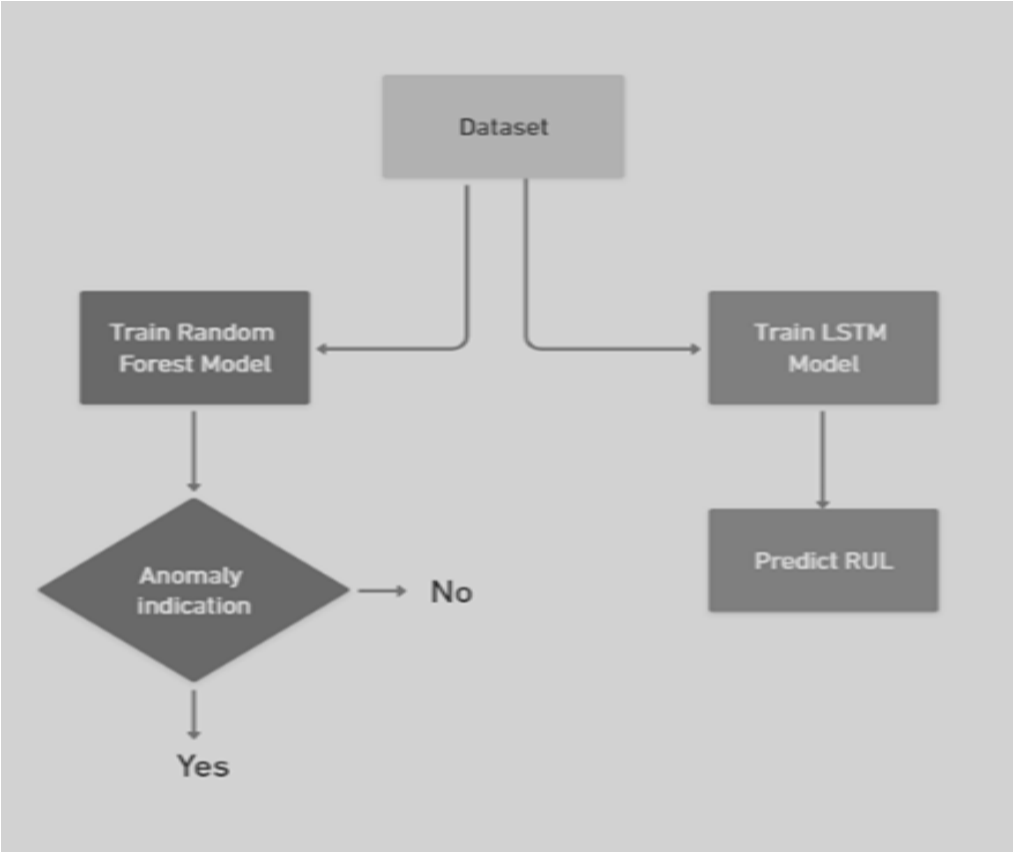 Dataset
Train Random
Forest Model
Train LSTM
Model
Anomaly
indication
No
Predict RUL
Yes